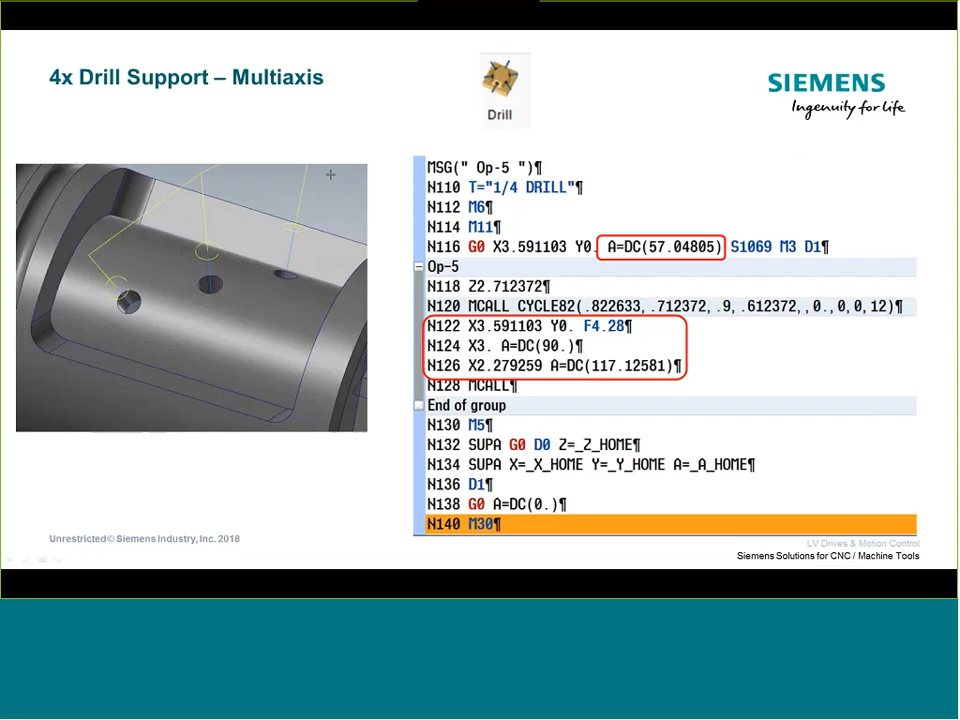 4x Drill Support – Multiaxis
Drill
SIEMENS
Ingenuity for life
MSG(" Op-5 ")¶
N110 T="1/4 DRILL"¶
N112 M6¶
N114 M11¶
N116 G0 X3.591103 Y0. A=DC(57.04805) S1069 M3 D1¶
Op-5
N118 Z2.712372¶
N120 MCALL CYCLE82(.822633,.712372,.9,.612372,,0.,0,0,12)¶
N122 X3.591103 Y0. F4.28¶
N124 X3. A=DC(90.)¶
N126 X2.279259 A=DC(117.12581)¶
N128 MCALL¶
End of group
N130 M5¶
N132 SUPA G0 D0 Z=_Z_HOME¶
N134 SUPA X=_X_HOME Y=_Y_HOME A=_A_HOME¶
N136 D1¶
N138 G0 A=DC(0.)¶
N140 M30¶
Unrestricted © Siemens Industry, Inc. 2018
LV Drives & Motion Control
Siemens Solutions for CNC / Machine Tools